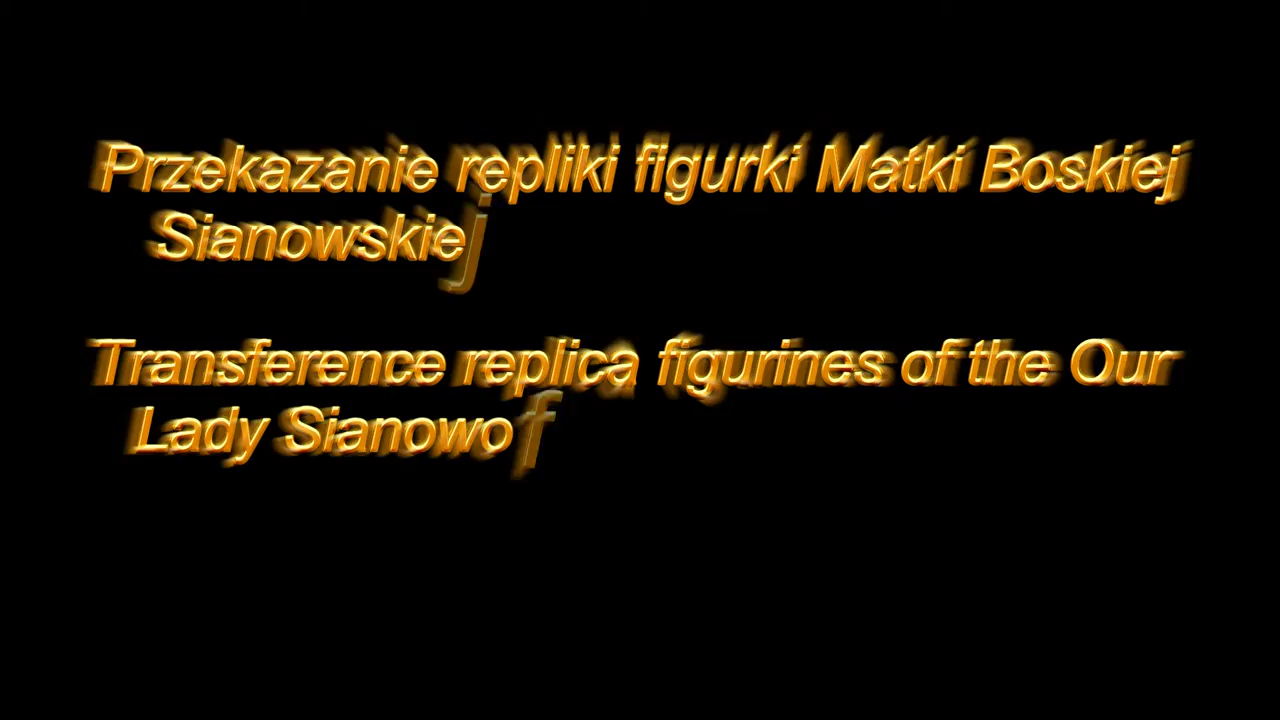 Przekazanie repliki figurki Matki Boskiej
Sianowskiej
Transference replica figurines of the Our
Lady Sianowo f